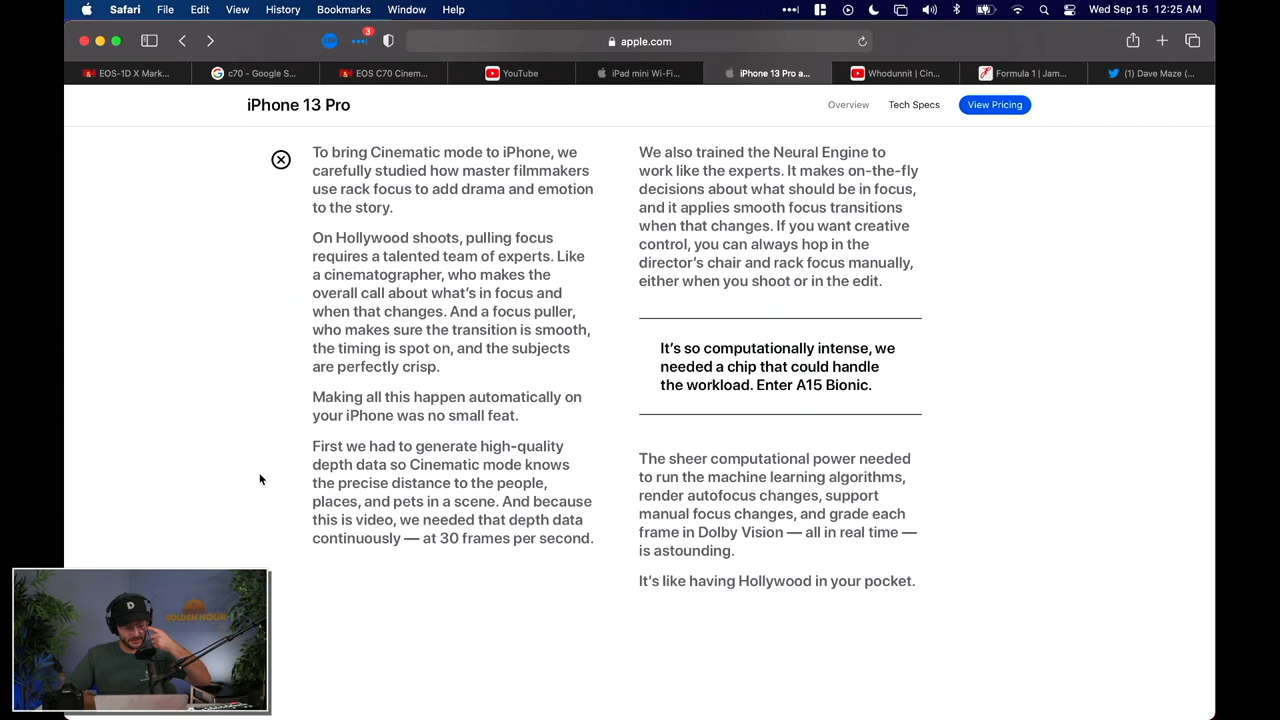 Safari File Edit View History Bookmarks Window Help
Wed Sep 15 12:25 AM
3
apple.com
EOS-1D X Mark...
c70 - Google S...
EOS C70 Cinem...
YouTube
iPad mini Wi-Fi...
iPhone 13 Pro a...
Whodunnit | Cin...
Formula 1 | Jam...
(1) Dave Maze (...
iPhone 13 Pro
Overview
Tech Specs
View Pricing
To bring Cinematic mode to iPhone, we
carefully studied how master filmmakers
use rack focus to add drama and emotion
to the story.
On Hollywood shoots, pulling focus
requires a talented team of experts. Like
a cinematographer, who makes the
overall call about what's in focus and
when that changes. And a focus puller,
who makes sure the transition is smooth,
the timing is spot on, and the subjects
are perfectly crisp.
Making all this happen automatically on
your iPhone was no small feat.
First we had to generate high-quality
depth data so Cinematic mode knows
the precise distance to the people,
places, and pets in a scene. And because
this is video, we needed that depth data
continuously — at 30 frames per second.
We also trained the Neural Engine to
work like the experts. It makes on-the-fly
decisions about what should be in focus,
and it applies smooth focus transitions
when that changes. If you want creative
control, you can always hop in the
director's chair and rack focus manually,
either when you shoot or in the edit.
It's so computationally intense, we
needed a chip that could handle
the workload. Enter A15 Bionic.
The sheer computational power needed
to run the machine learning algorithms,
render autofocus changes, support
manual focus changes, and grade each
frame in Dolby Vision — all in real time —
is astounding.
It's like having Hollywood in your pocket.
D
GOLDEN HOUR